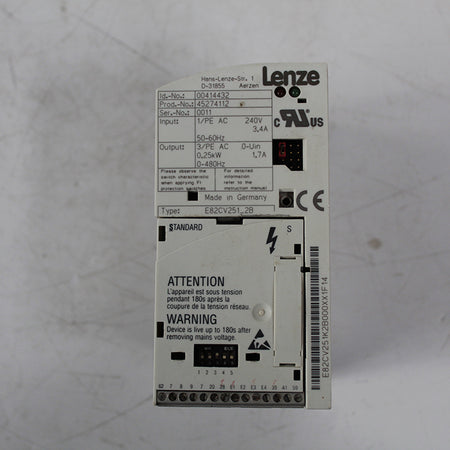 Hans-Lenze-Str. 1
D-31855 Aerzen
Lenze
Id.-No.: 00414432
Prod.-No.: 45274112
Ser.-No.: 0011
Input: 1/PE AC 240V
3,4A
50-60Hz
c UR US
Output: 3/PE AC 0-Uin
0,25kW 1,7A
0-480Hz
Please observe the switch characteristic when applying FI protection switches
For detailed information refer to the instruction manual
Made in Germany
CE
Type: E82CV251_2B
STANDARD
S
ATTENTION
L'appareil est sous tension
pendant 180s après la
coupure de la tension réseau.
WARNING
Device is live up to 180s after
removing mains voltage.
1 2 3 4 5
62 7 8 9 7 20 28 E1 E2 E3 E4 39 A1 59
E82CV251K2B000XX1F14